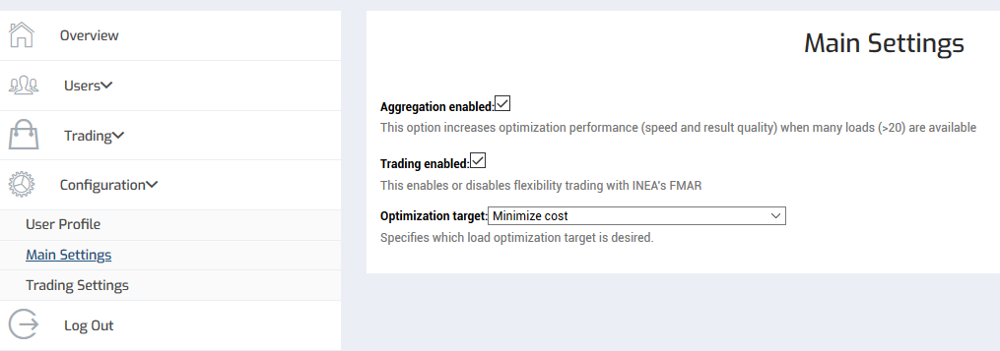 Overview
Users
Trading
Configuration
User Profile
Main Settings
Trading Settings
Log Out
Main Settings
Aggregation enabled:
This option increases optimization performance (speed and result quality) when many loads (>20) are available
Trading enabled:
This enables or disables flexibility trading with INEA's FMAR
Optimization target: Minimize cost
Specifies which load optimization target is desired.